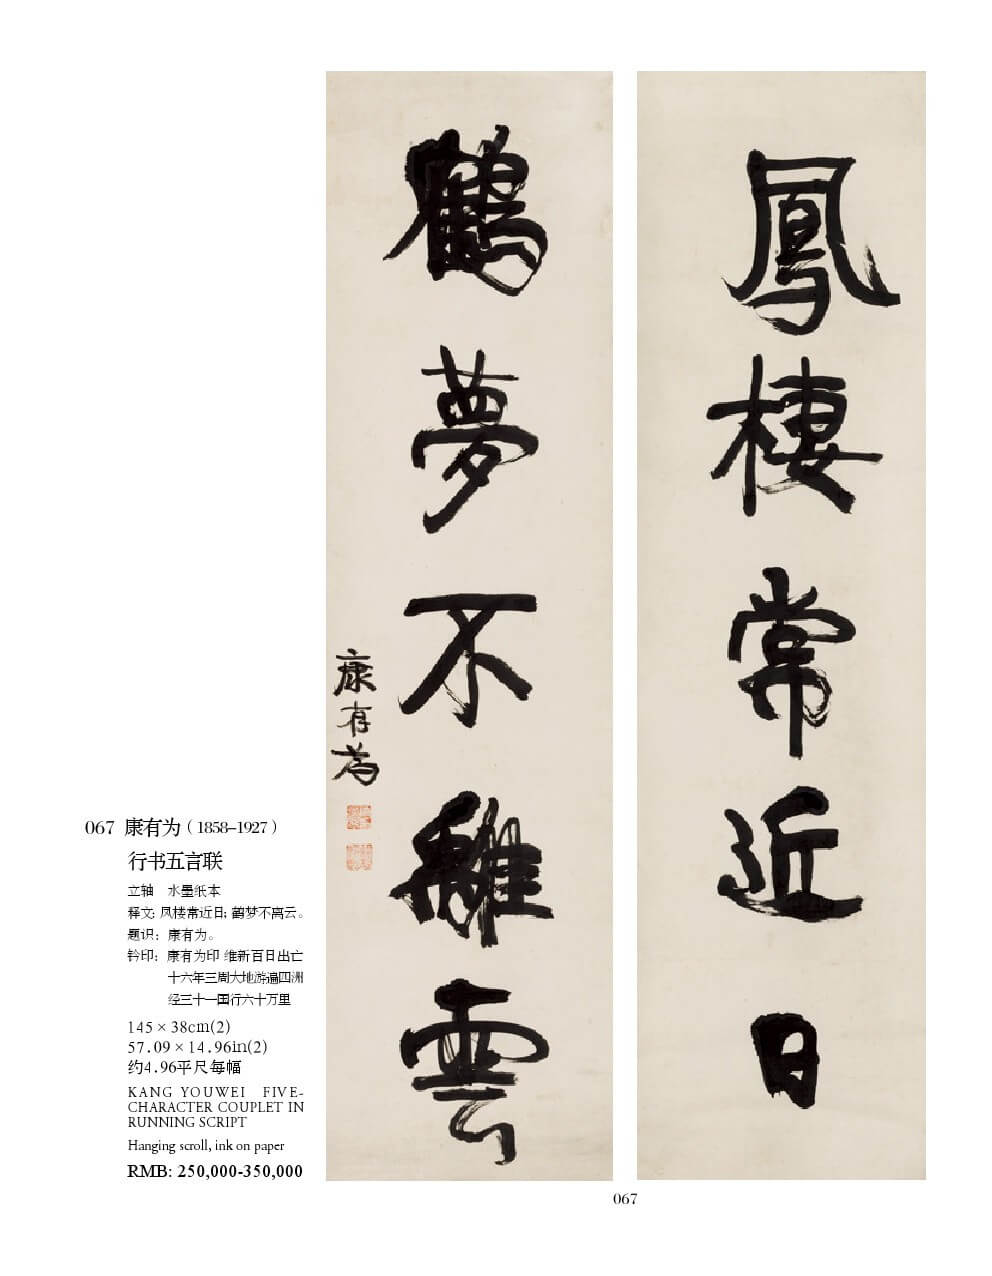 鳳棲常近日
鶴夢不離雲
康有為
067 康有为（1858–1927）
行书五言联
立轴 水墨纸本
释文：凤楼常近日；鹤梦不离云。
题识：康有为。
钤印：康有为印 维新百日出亡
十六年三周大地游遍四洲
经三十一国行六十万里
145 × 38cm(2)
57.09 × 14.96in(2)
约4.96平尺每幅
KANG YOUWEI FIVE-
CHARACTER COUPLET IN
RUNNING SCRIPT
Hanging scroll, ink on paper
RMB: 250,000-350,000
067